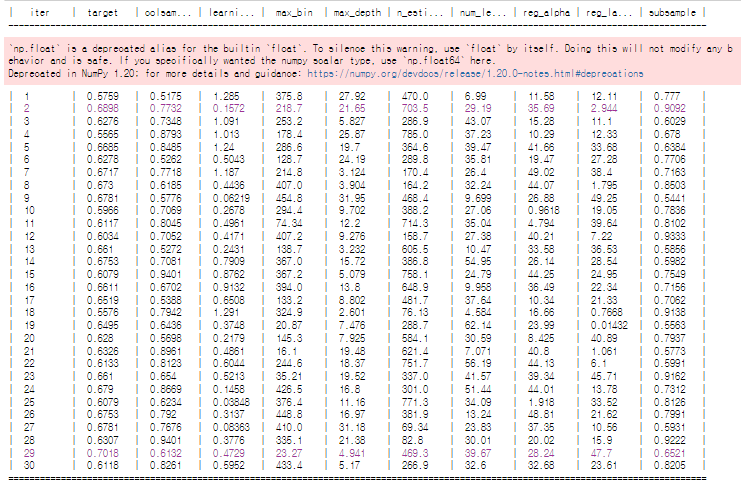 | iter | target | colsam... | learni... | max_bin | max_depth | n_esti... | num_le... | reg_alpha | reg_la... | subsample |
`np.float` is a deprecated alias for the builtin `float`. To silence this warning, use `float` by itself. Doing this will not modify any b
ehavior and is safe. If you specifically wanted the numpy scalar type, use `np.float64` here.
Deprecated in NumPy 1.20; for more details and guidance: https://numpy.org/devdocs/release/1.20.0-notes.html#deprecations
| 1 | 0.5759 | 0.5175 | 1.285 | 375.8 | 27.92 | 470.0 | 6.99 | 11.58 | 12.11 | 0.777 |
| 2 | 0.6898 | 0.7732 | 0.1572 | 218.7 | 21.65 | 703.5 | 29.19 | 35.69 | 2.944 | 0.9092 |
| 3 | 0.6276 | 0.7348 | 1.091 | 253.2 | 5.827 | 286.9 | 43.07 | 15.28 | 11.1 | 0.6029 |
| 4 | 0.5565 | 0.8793 | 1.013 | 178.4 | 25.87 | 785.0 | 37.23 | 10.29 | 12.33 | 0.678 |
| 5 | 0.6685 | 0.8485 | 1.24 | 286.6 | 19.7 | 364.6 | 39.47 | 41.66 | 33.68 | 0.6384 |
| 6 | 0.6278 | 0.5262 | 0.5043 | 128.7 | 24.19 | 289.8 | 35.81 | 19.47 | 27.28 | 0.7706 |
| 7 | 0.6717 | 0.7718 | 1.187 | 214.8 | 3.124 | 170.4 | 26.4 | 49.02 | 38.4 | 0.7163 |
| 8 | 0.673 | 0.6185 | 0.4436 | 407.0 | 3.904 | 164.2 | 32.24 | 44.07 | 1.795 | 0.8503 |
| 9 | 0.6781 | 0.5776 | 0.06219 | 454.8 | 31.95 | 468.4 | 9.699 | 26.88 | 49.25 | 0.5441 |
| 10 | 0.5966 | 0.7069 | 0.2678 | 294.4 | 9.702 | 388.2 | 27.06 | 0.9618 | 19.05 | 0.7836 |
| 11 | 0.6117 | 0.8045 | 0.4961 | 74.34 | 12.2 | 714.3 | 35.04 | 4.794 | 39.64 | 0.8102 |
| 12 | 0.6034 | 0.7052 | 0.4171 | 407.2 | 9.276 | 158.7 | 27.38 | 40.21 | 7.22 | 0.9333 |
| 13 | 0.661 | 0.5272 | 0.2431 | 138.7 | 3.232 | 605.5 | 10.47 | 33.58 | 36.53 | 0.5856 |
| 14 | 0.6753 | 0.7081 | 0.7909 | 367.0 | 15.72 | 386.8 | 54.95 | 26.14 | 28.54 | 0.5982 |
| 15 | 0.6079 | 0.9401 | 0.8762 | 367.2 | 5.079 | 758.1 | 24.79 | 44.25 | 24.95 | 0.7549 |
| 16 | 0.6611 | 0.6702 | 0.9132 | 394.0 | 13.8 | 648.9 | 9.958 | 36.49 | 22.34 | 0.7156 |
| 17 | 0.6519 | 0.5388 | 0.6508 | 133.2 | 8.802 | 481.7 | 37.64 | 10.34 | 21.33 | 0.7062 |
| 18 | 0.5576 | 0.7942 | 1.291 | 324.9 | 2.601 | 76.13 | 4.584 | 16.66 | 0.7668 | 0.9138 |
| 19 | 0.6495 | 0.6436 | 0.3748 | 20.87 | 7.476 | 288.7 | 62.14 | 23.99 | 0.01432 | 0.5563 |
| 20 | 0.628 | 0.5698 | 0.2179 | 145.3 | 7.925 | 584.1 | 30.59 | 8.425 | 40.89 | 0.7937 |
| 21 | 0.6326 | 0.8961 | 0.4861 | 16.1 | 19.48 | 621.4 | 7.071 | 40.8 | 1.061 | 0.5773 |
| 22 | 0.6133 | 0.8123 | 0.6044 | 244.6 | 18.37 | 751.7 | 56.19 | 44.13 | 6.1 | 0.5991 |
| 23 | 0.661 | 0.654 | 0.5213 | 35.21 | 19.52 | 337.0 | 41.57 | 39.34 | 45.71 | 0.9162 |
| 24 | 0.679 | 0.8669 | 0.1458 | 426.5 | 16.8 | 301.0 | 51.44 | 44.01 | 13.78 | 0.7312 |
| 25 | 0.6079 | 0.6234 | 0.03848 | 376.4 | 11.16 | 771.3 | 34.09 | 1.918 | 33.52 | 0.8126 |
| 26 | 0.6753 | 0.792 | 0.3137 | 448.8 | 16.97 | 381.9 | 13.24 | 48.81 | 21.62 | 0.7991 |
| 27 | 0.6781 | 0.7676 | 0.08363 | 410.0 | 31.18 | 69.34 | 23.83 | 37.35 | 10.56 | 0.5931 |
| 28 | 0.6307 | 0.9401 | 0.3776 | 335.1 | 21.38 | 82.8 | 30.01 | 20.02 | 15.9 | 0.9222 |
| 29 | 0.7018 | 0.6132 | 0.4729 | 23.27 | 4.941 | 469.3 | 39.67 | 28.24 | 47.7 | 0.6521 |
| 30 | 0.6118 | 0.8261 | 0.5952 | 433.4 | 5.17 | 266.9 | 32.6 | 32.68 | 23.61 | 0.8205 |